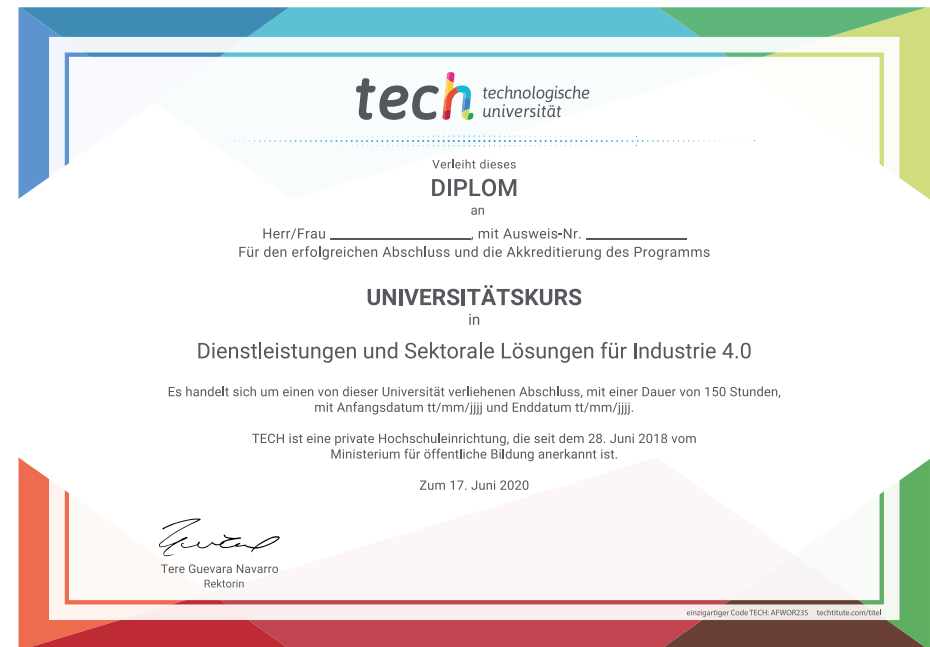 tech technologische
universität
Verleiht dieses
DIPLOM
an
Herr/Frau ____________________, mit Ausweis-Nr. ______________
Für den erfolgreichen Abschluss und die Akkreditierung des Programms
UNIVERSITÄTSKURS
in
Dienstleistungen und Sektorale Lösungen für Industrie 4.0
Es handelt sich um einen von dieser Universität verliehenen Abschluss, mit einer Dauer von 150 Stunden,
mit Anfangsdatum tt/mm/jjjj und Enddatum tt/mm/jjjj.
TECH ist eine private Hochschuleinrichtung, die seit dem 28. Juni 2018 vom
Ministerium für öffentliche Bildung anerkannt ist.
Zum 17. Juni 2020
Tere Guevara Navarro
Rektorin
einzigartiger Code TECH: AFWOR235 techtitute.com/titel